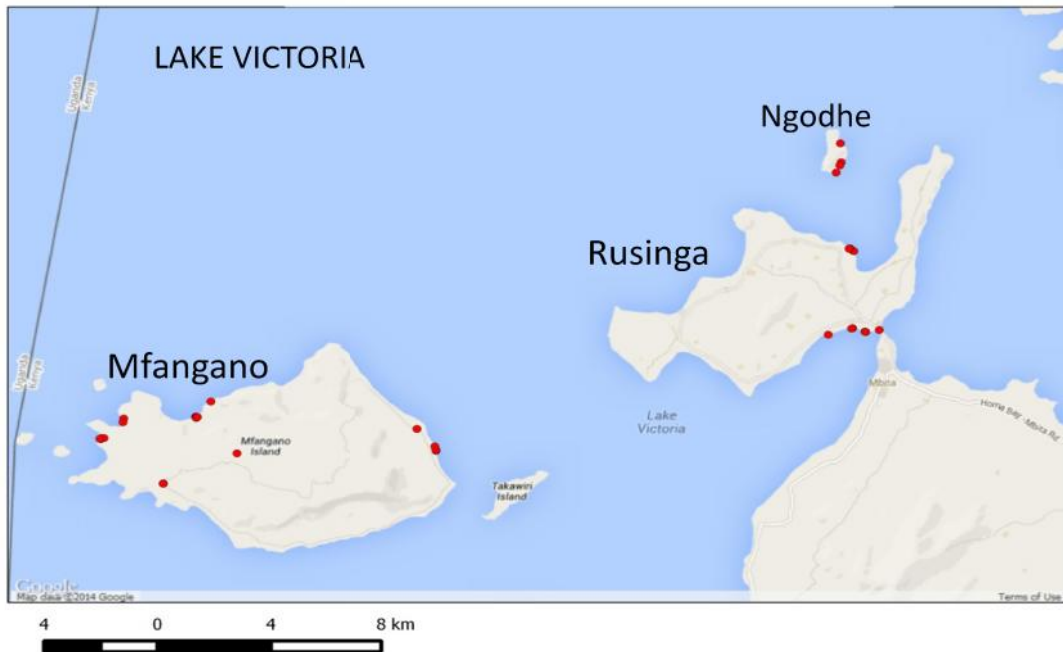 LAKE VICTORIA
Uganda
Kenya
Ngodhe
Rusinga
Uganda
Kenya
Mfangano
Mbita
Homa Bay - Mbita Rd
Lake
Victoria
Mfangano
Island
Takawiri
Island
Google
Map data ©2014 Google
Terms of Use
4 0 4 8 km